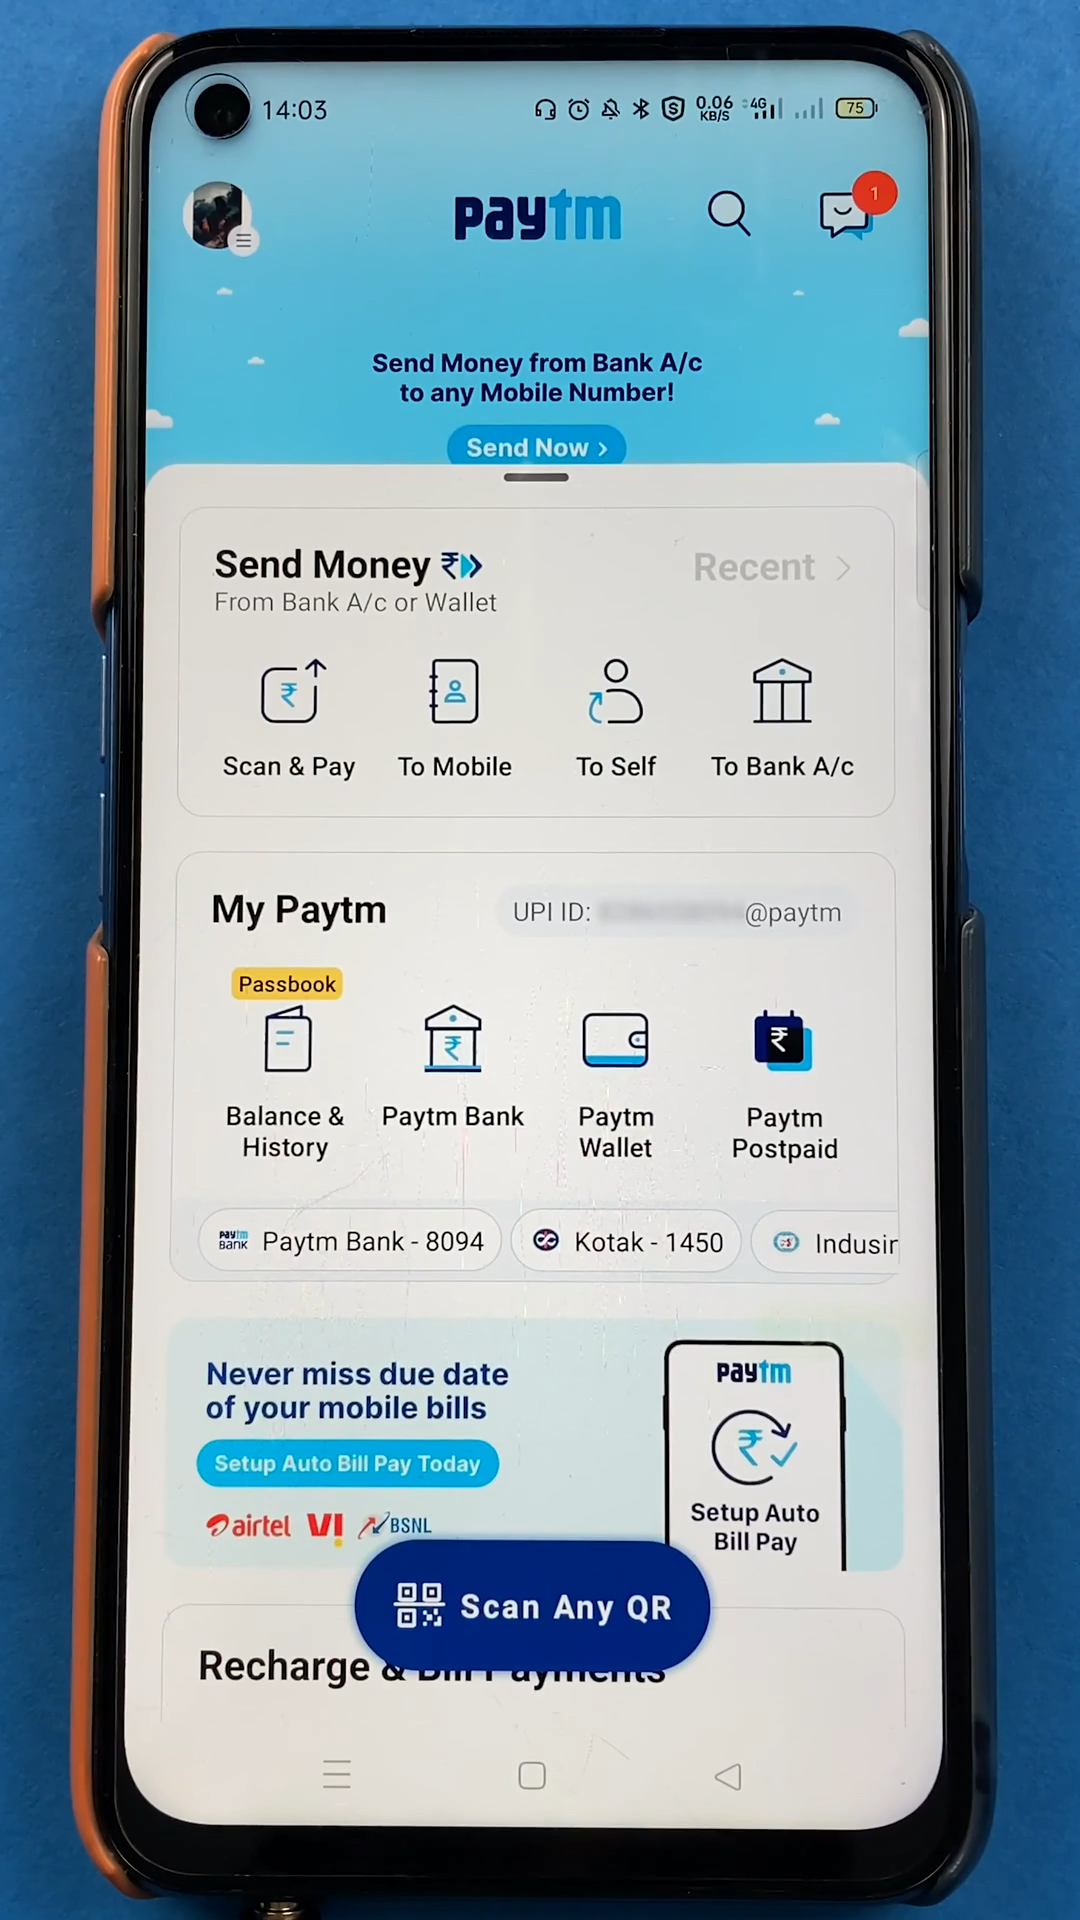 14:03
0.06
KB/S
4G
75
paytm
1
Send Money from Bank A/c
to any Mobile Number!
Send Now ›
Send Money
Recent >
From Bank A/c or Wallet
Scan & Pay
To Mobile
To Self
To Bank A/c
My Paytm
UPI ID:
@paytm
Passbook
Balance &
History
Paytm Bank
Paytm
Wallet
Paytm
Postpaid
paytm
BANK
Paytm Bank - 8094
Kotak - 1450
Indusir
Never miss due date
of your mobile bills
Setup Auto Bill Pay Today
airtel
VI
BSNL
paytm
₹
Setup Auto
Bill Pay
Scan Any QR
Recharge & Bill Payments